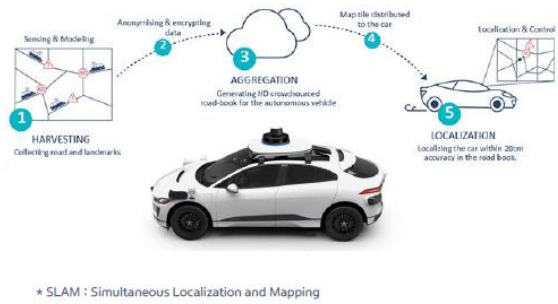 Sensing & Modeling
1
HARVESTING
Collecting road and landmarks
Anonymising & encrypting
data
2
3
AGGREGATION
Generating HD crowdsourced
road-book for the autonomous vehicle
Map tile distributed
to the car
4
Localization & Control
5
LOCALIZATION
Localizing the car within 20cm
accuracy in the road book.
* SLAM : Simultaneous Localization and Mapping